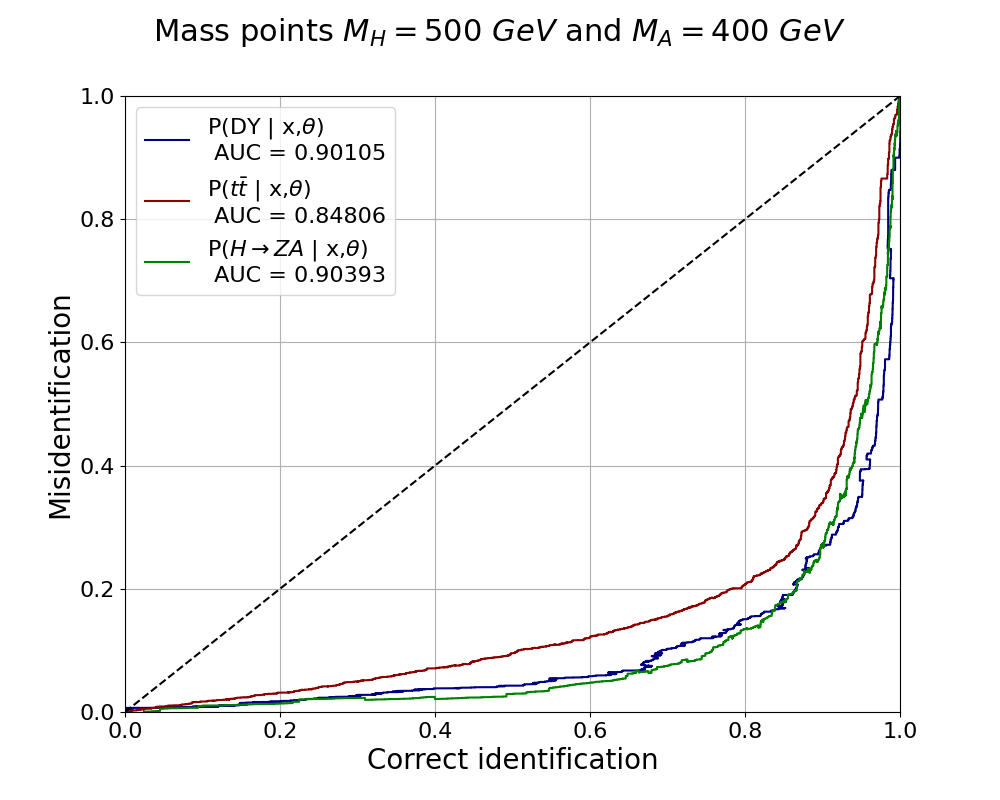 Mass points $M_H = 500\ GeV$ and $M_A = 400\ GeV$
P(DY | x,θ)
AUC = 0.90105
P($t\bar{t}$ | x,θ)
AUC = 0.84806
P($H \rightarrow ZA$ | x,θ)
AUC = 0.90393
Misidentification
1.0
0.8
0.6
0.4
0.2
0.0
0.0 0.2 0.4 0.6 0.8 1.0
Correct identification